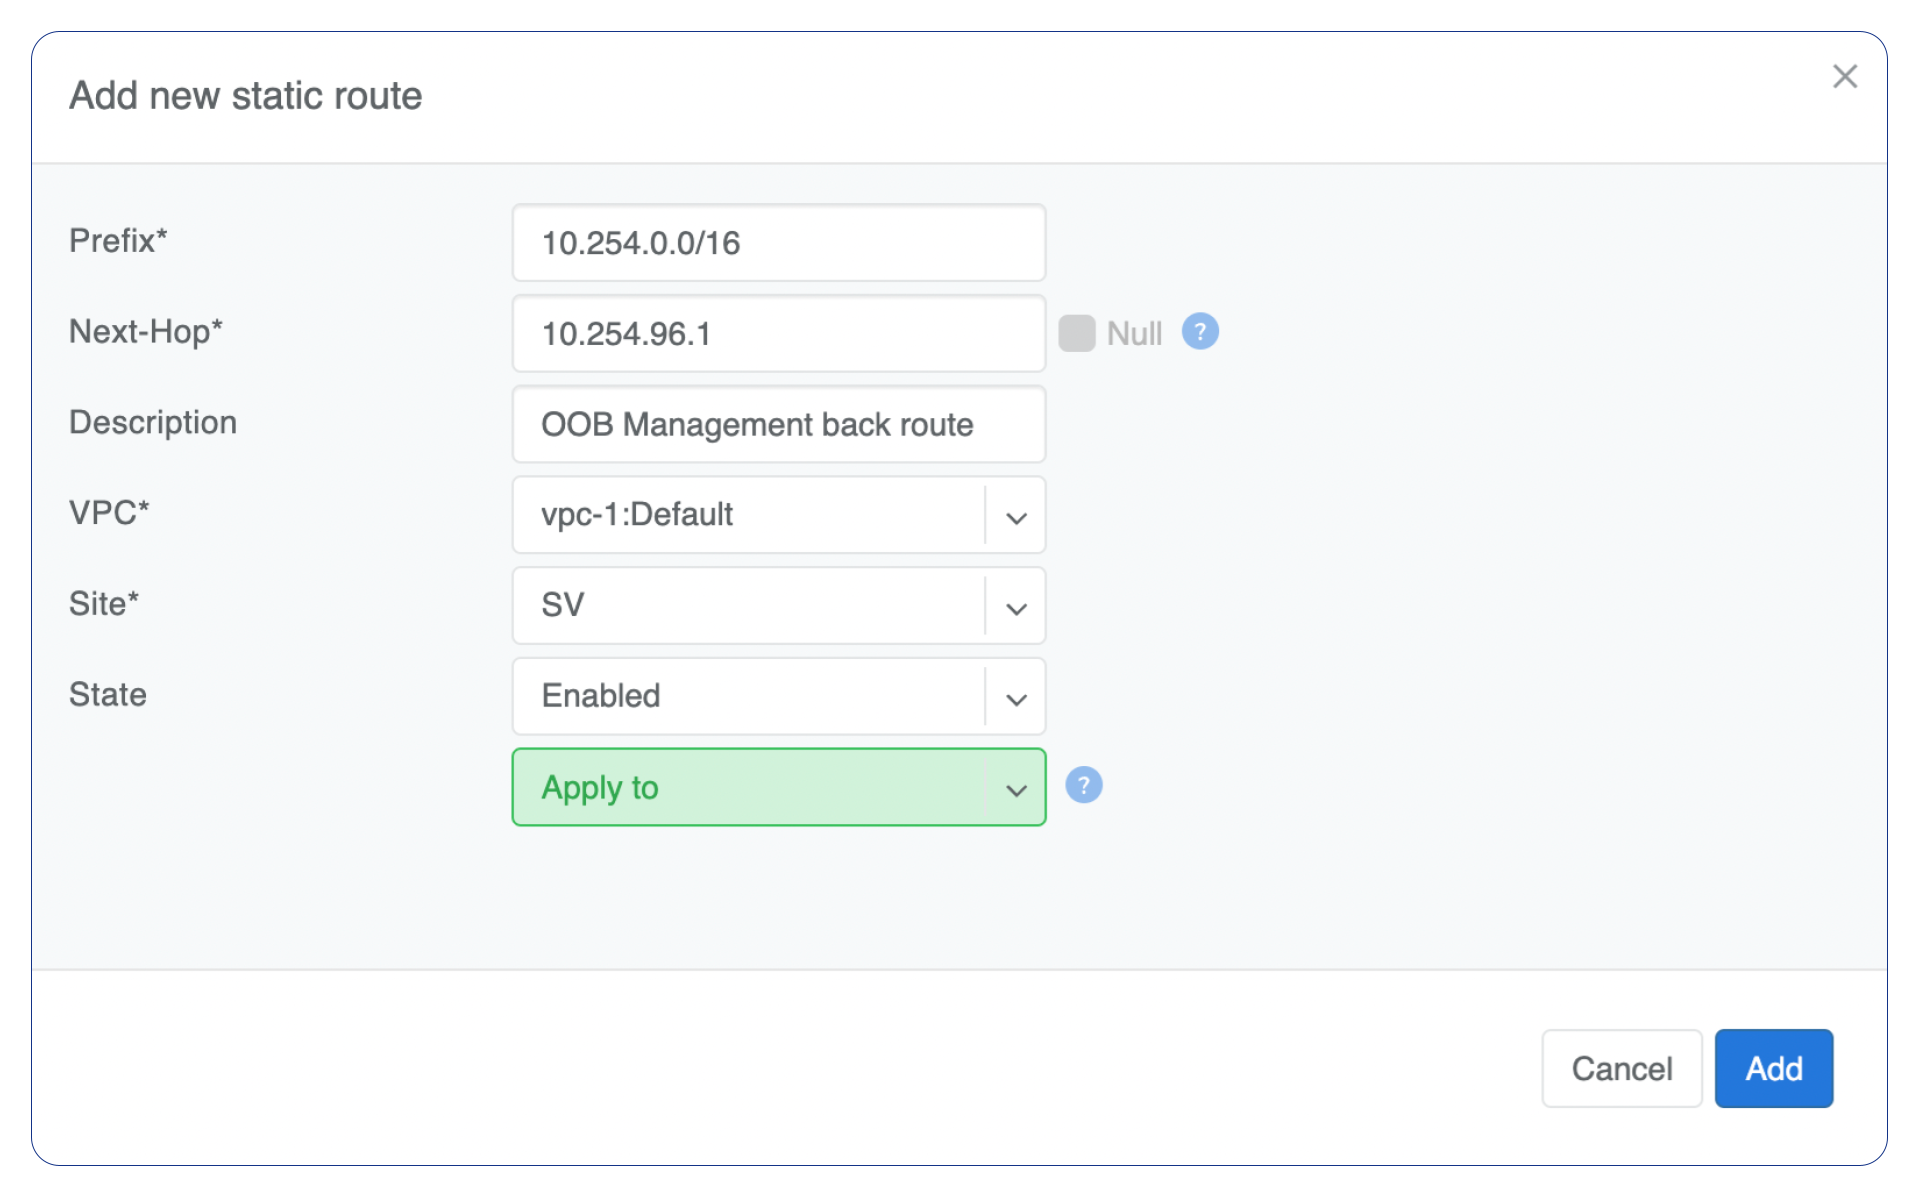 Add new static route
Prefix* 10.254.0.0/16
Next-Hop* 10.254.96.1 Null ?
Description OOB Management back route
VPC* vpc-1:Default
Site* SV
State Enabled
Apply to ?
Cancel Add